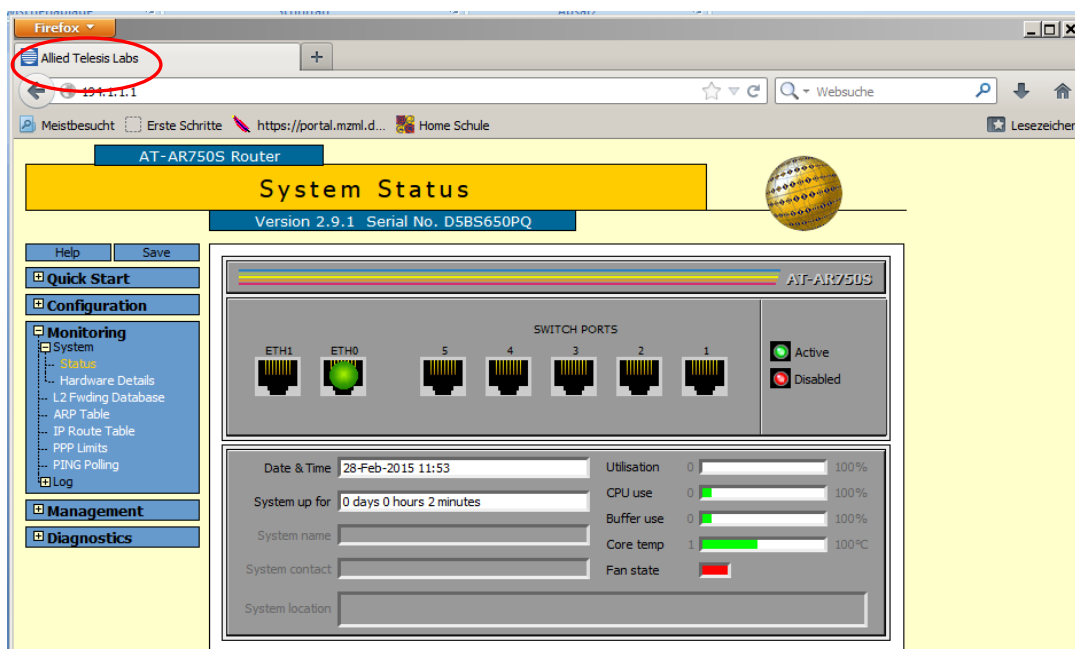 Firefox
Allied Telesis Labs
194.1.1.1
Websuche
Meistbesucht Erste Schritte https://portal.mzml.d... Home Schule Lesezeichen
AT-AR750S Router
System Status
Version 2.9.1 Serial No. D5BS650PQ
Help Save
Quick Start
Configuration
Monitoring
System
Status
Hardware Details
L2 Fwding Database
ARP Table
IP Route Table
PPP Limits
PING Polling
Log
Management
Diagnostics
AT-AR750S
SWITCH PORTS
ETH1 ETH0 5 4 3 2 1
Active
Disabled
Date & Time 28-Feb-2015 11:53
System up for 0 days 0 hours 2 minutes
System name
System contact
System location
Utilisation 0 100%
CPU use 0 100%
Buffer use 0 100%
Core temp 1 100°C
Fan state